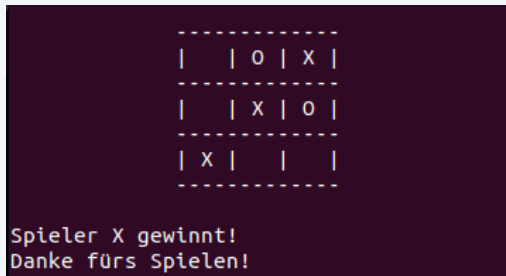 -------------
|   | O | X |
-------------
|   | X | O |
-------------
| X |   |   |
-------------
Spieler X gewinnt!
Danke fürs Spielen!